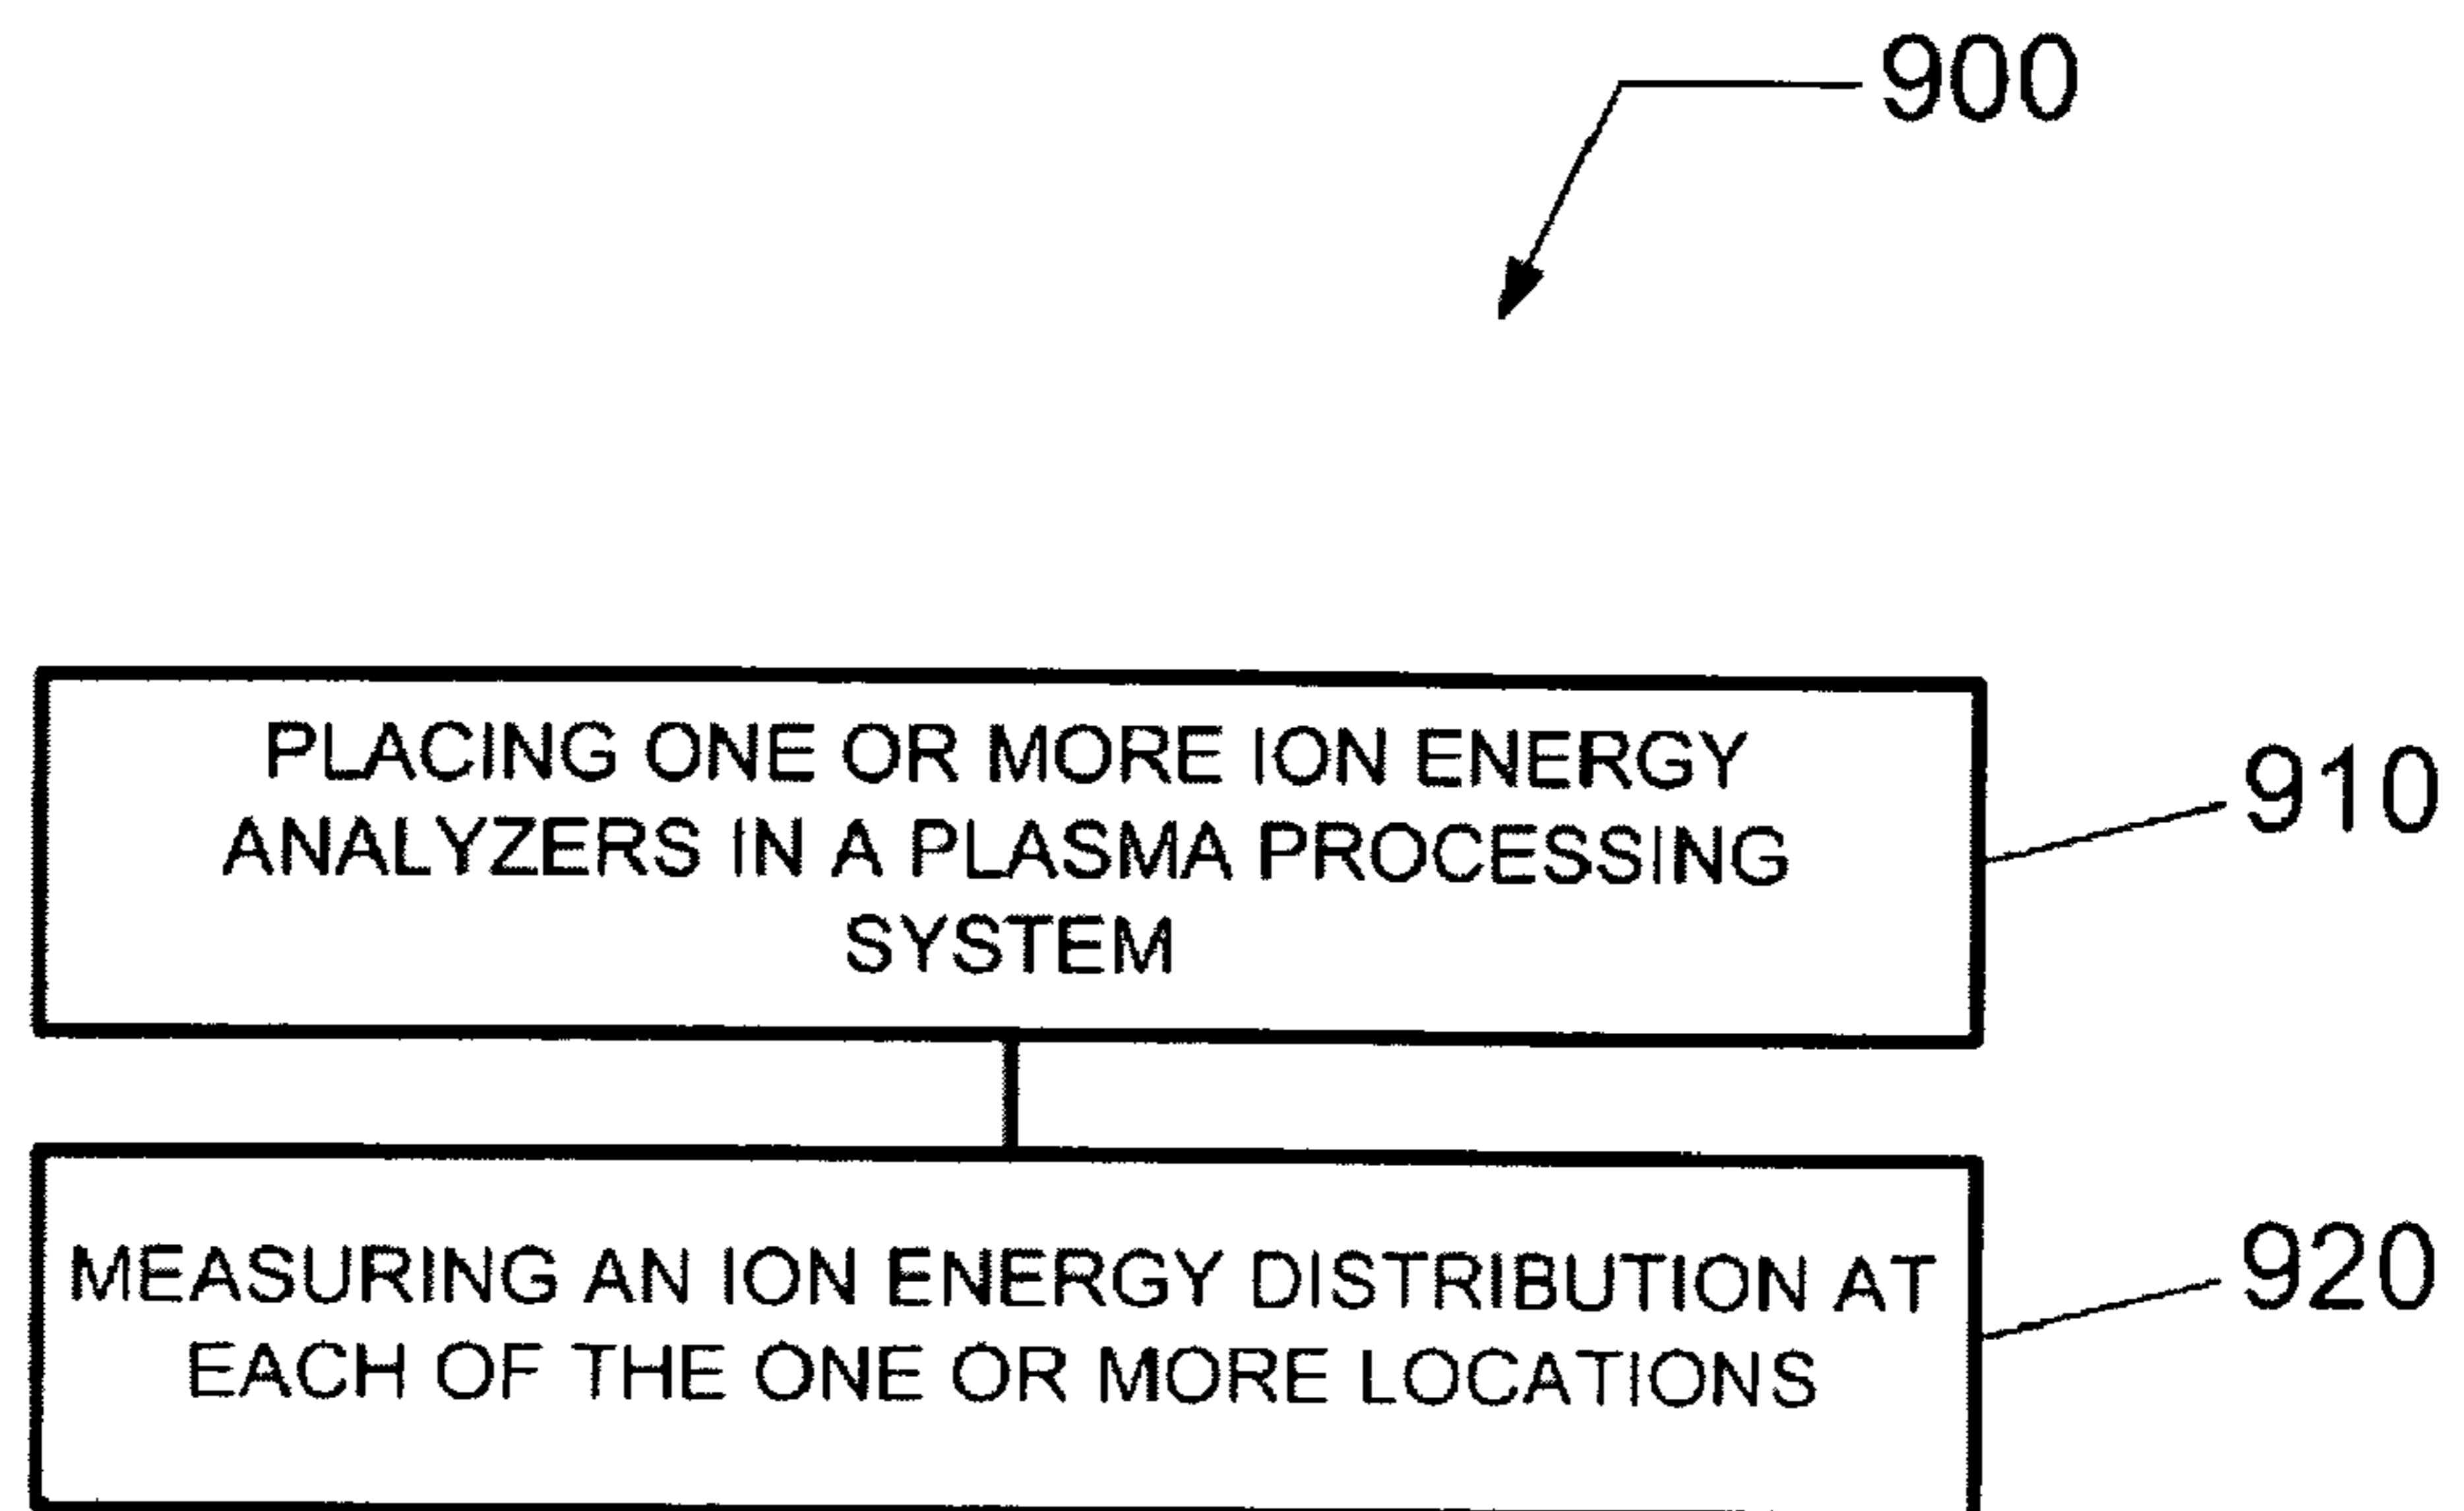 900
PLACING ONE OR MORE ION ENERGY
ANALYZERS IN A PLASMA PROCESSING
SYSTEM
910
MEASURING AN ION ENERGY DISTRIBUTION AT
EACH OF THE ONE OR MORE LOCATIONS
920